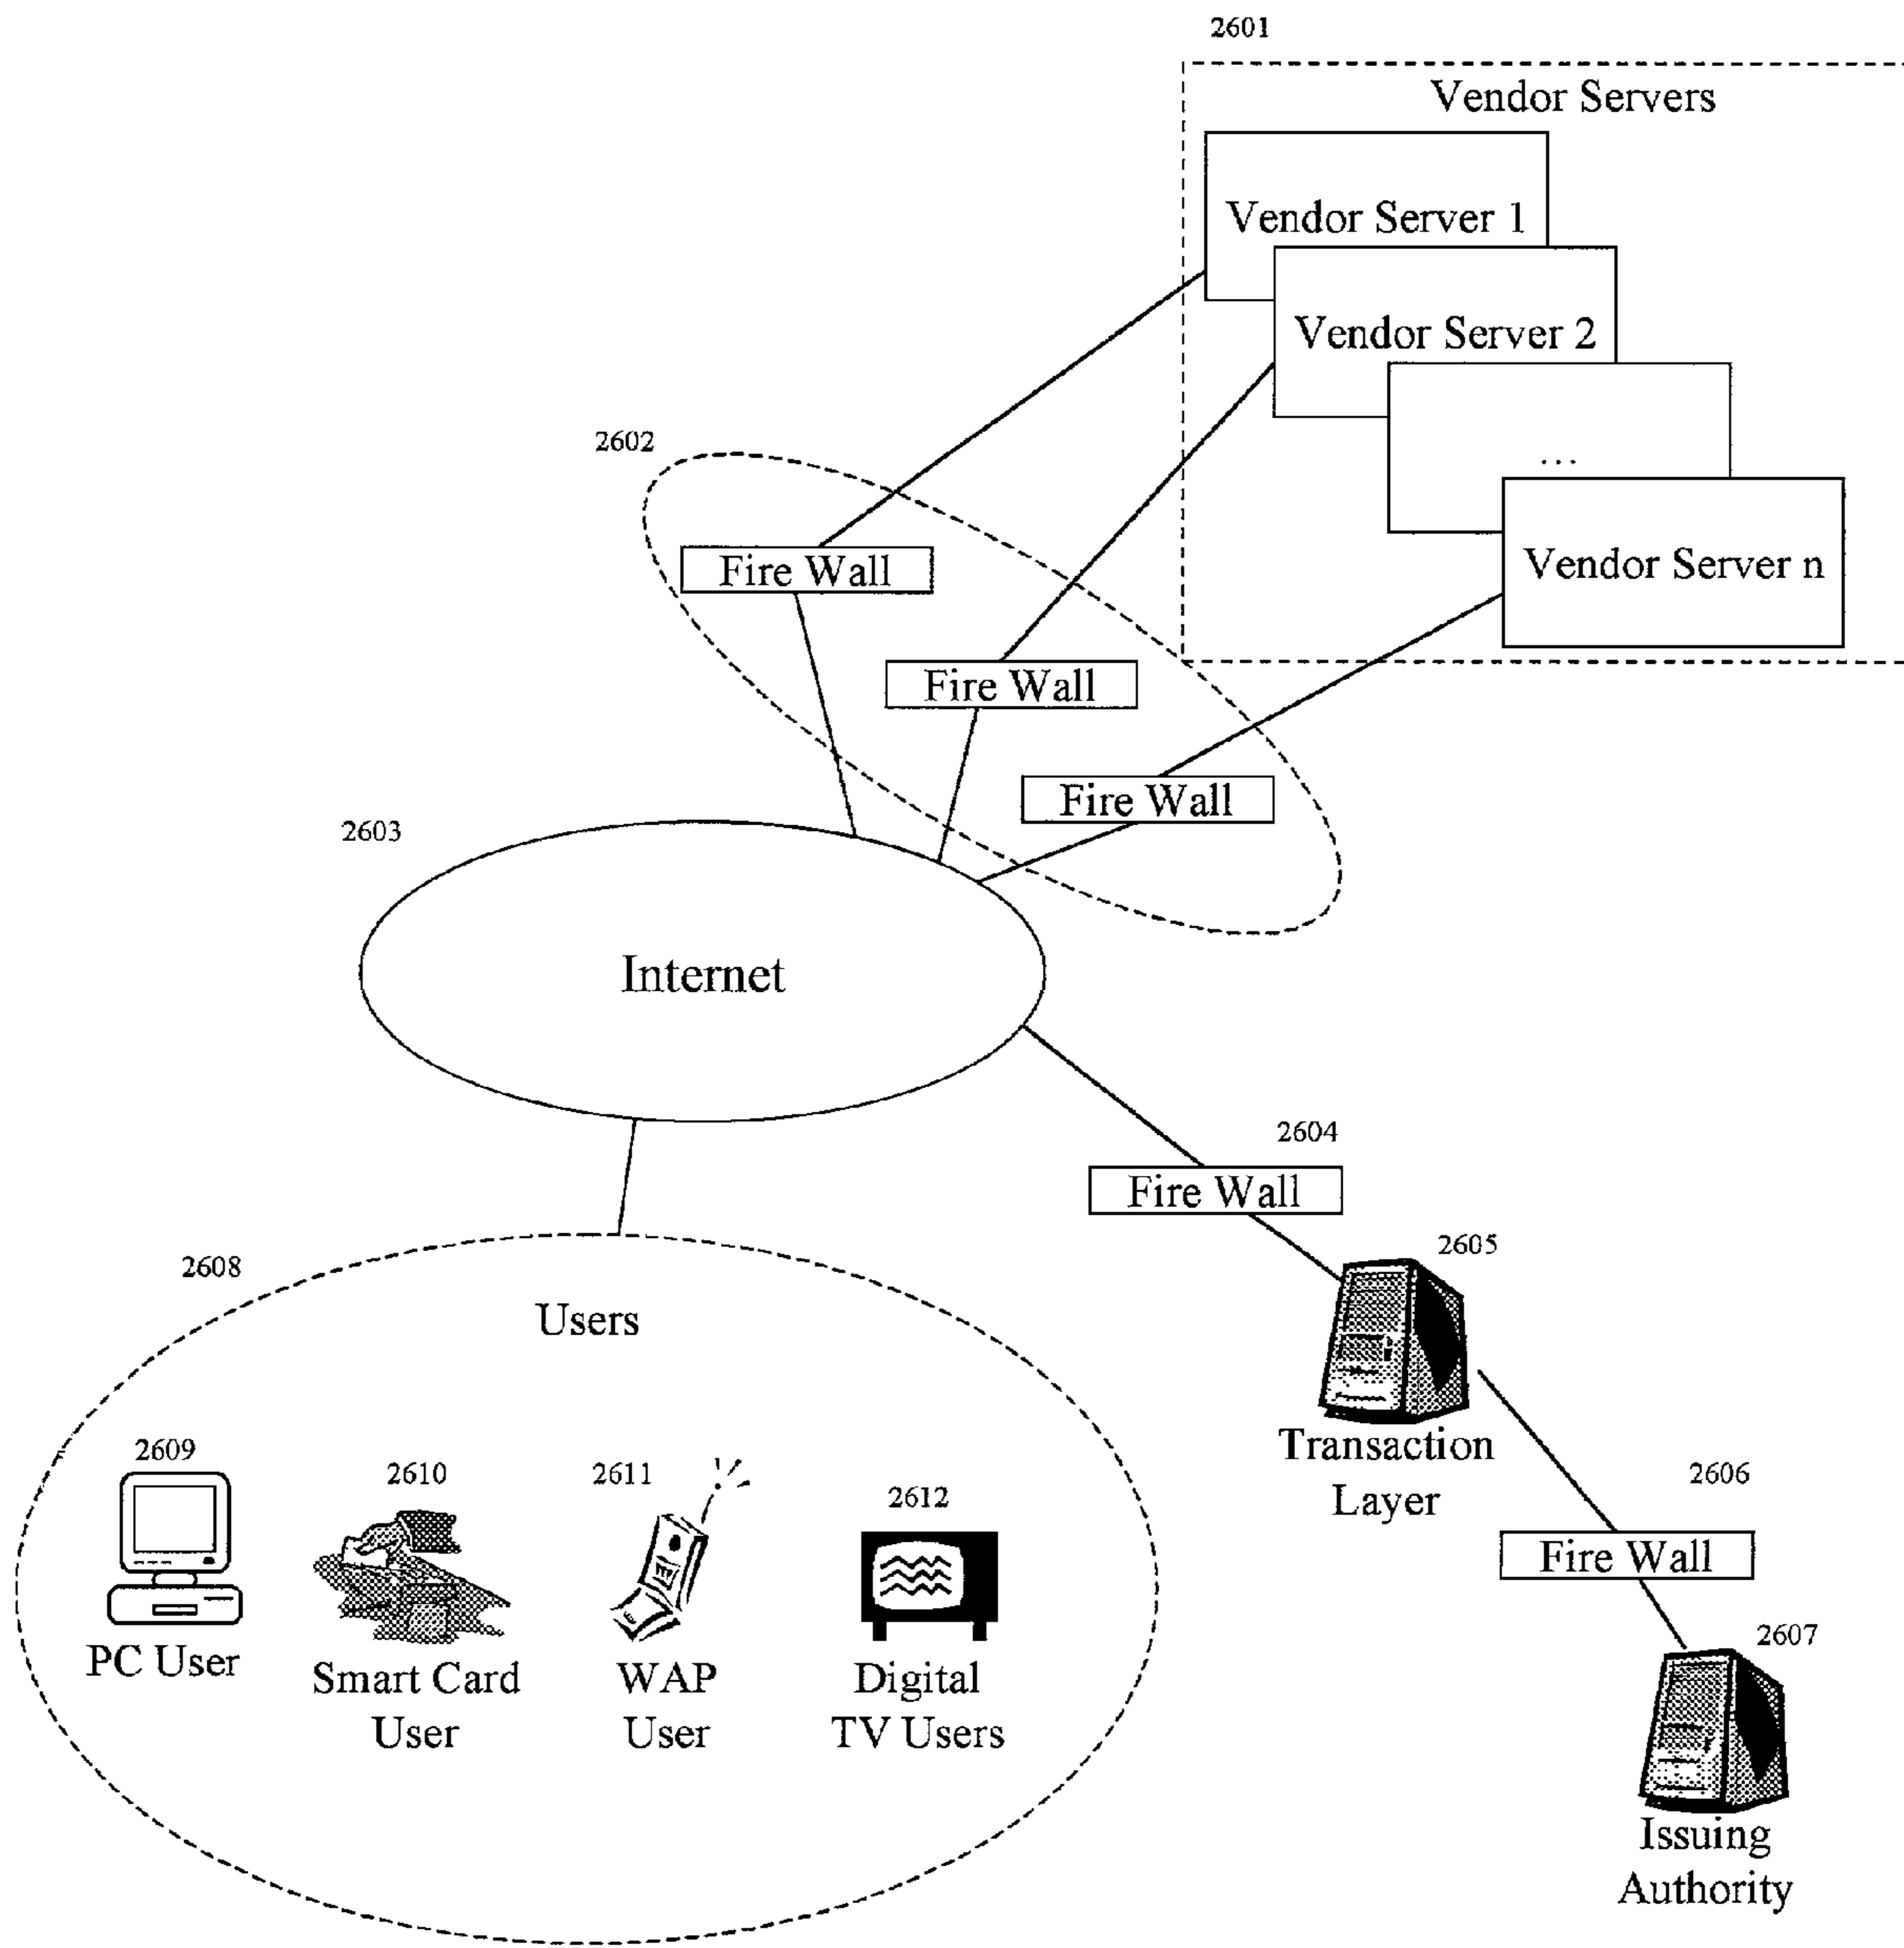 2601
Vendor Servers
Vendor Server 1
Vendor Server 2
...
Vendor Server n
2602
Fire Wall
Fire Wall
Fire Wall
2603
Internet
2604
Fire Wall
2605
Transaction
Layer
2606
Fire Wall
2607
Issuing
Authority
2608
Users
2609
PC User
2610
Smart Card
User
2611
WAP
User
2612
Digital
TV Users